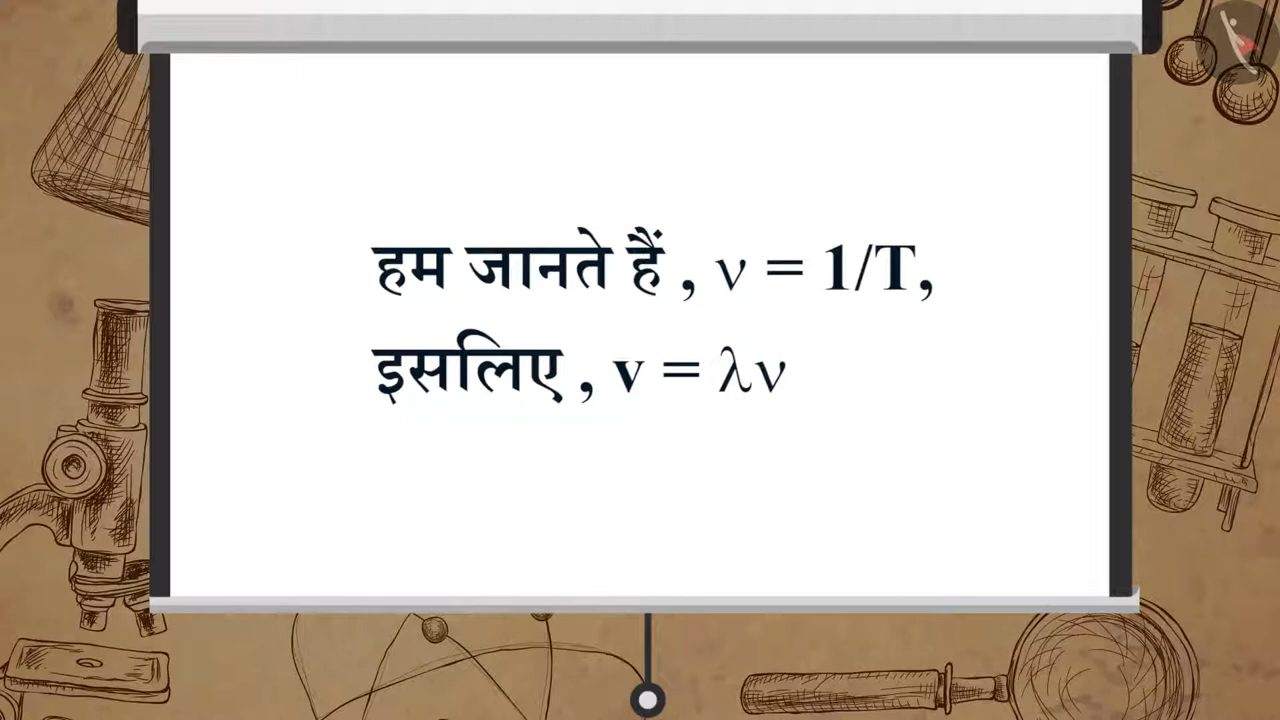 हम जानते हैं , ν = 1/T,
इसलिए , v = λν